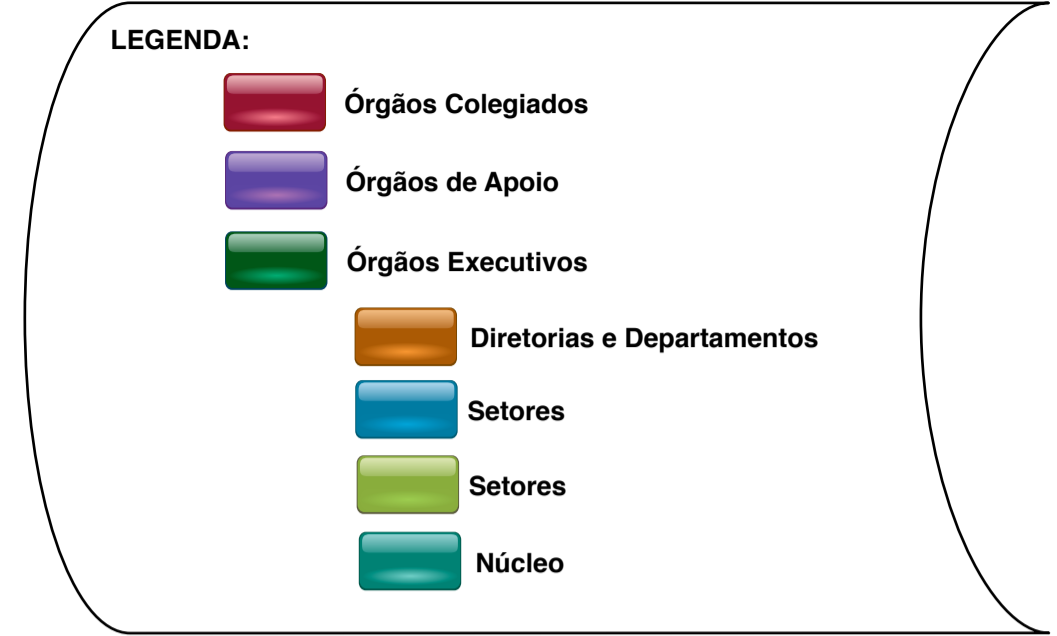 LEGENDA:
Órgãos Colegiados
Órgãos de Apoio
Órgãos Executivos
Diretorias e Departamentos
Setores
Setores
Núcleo